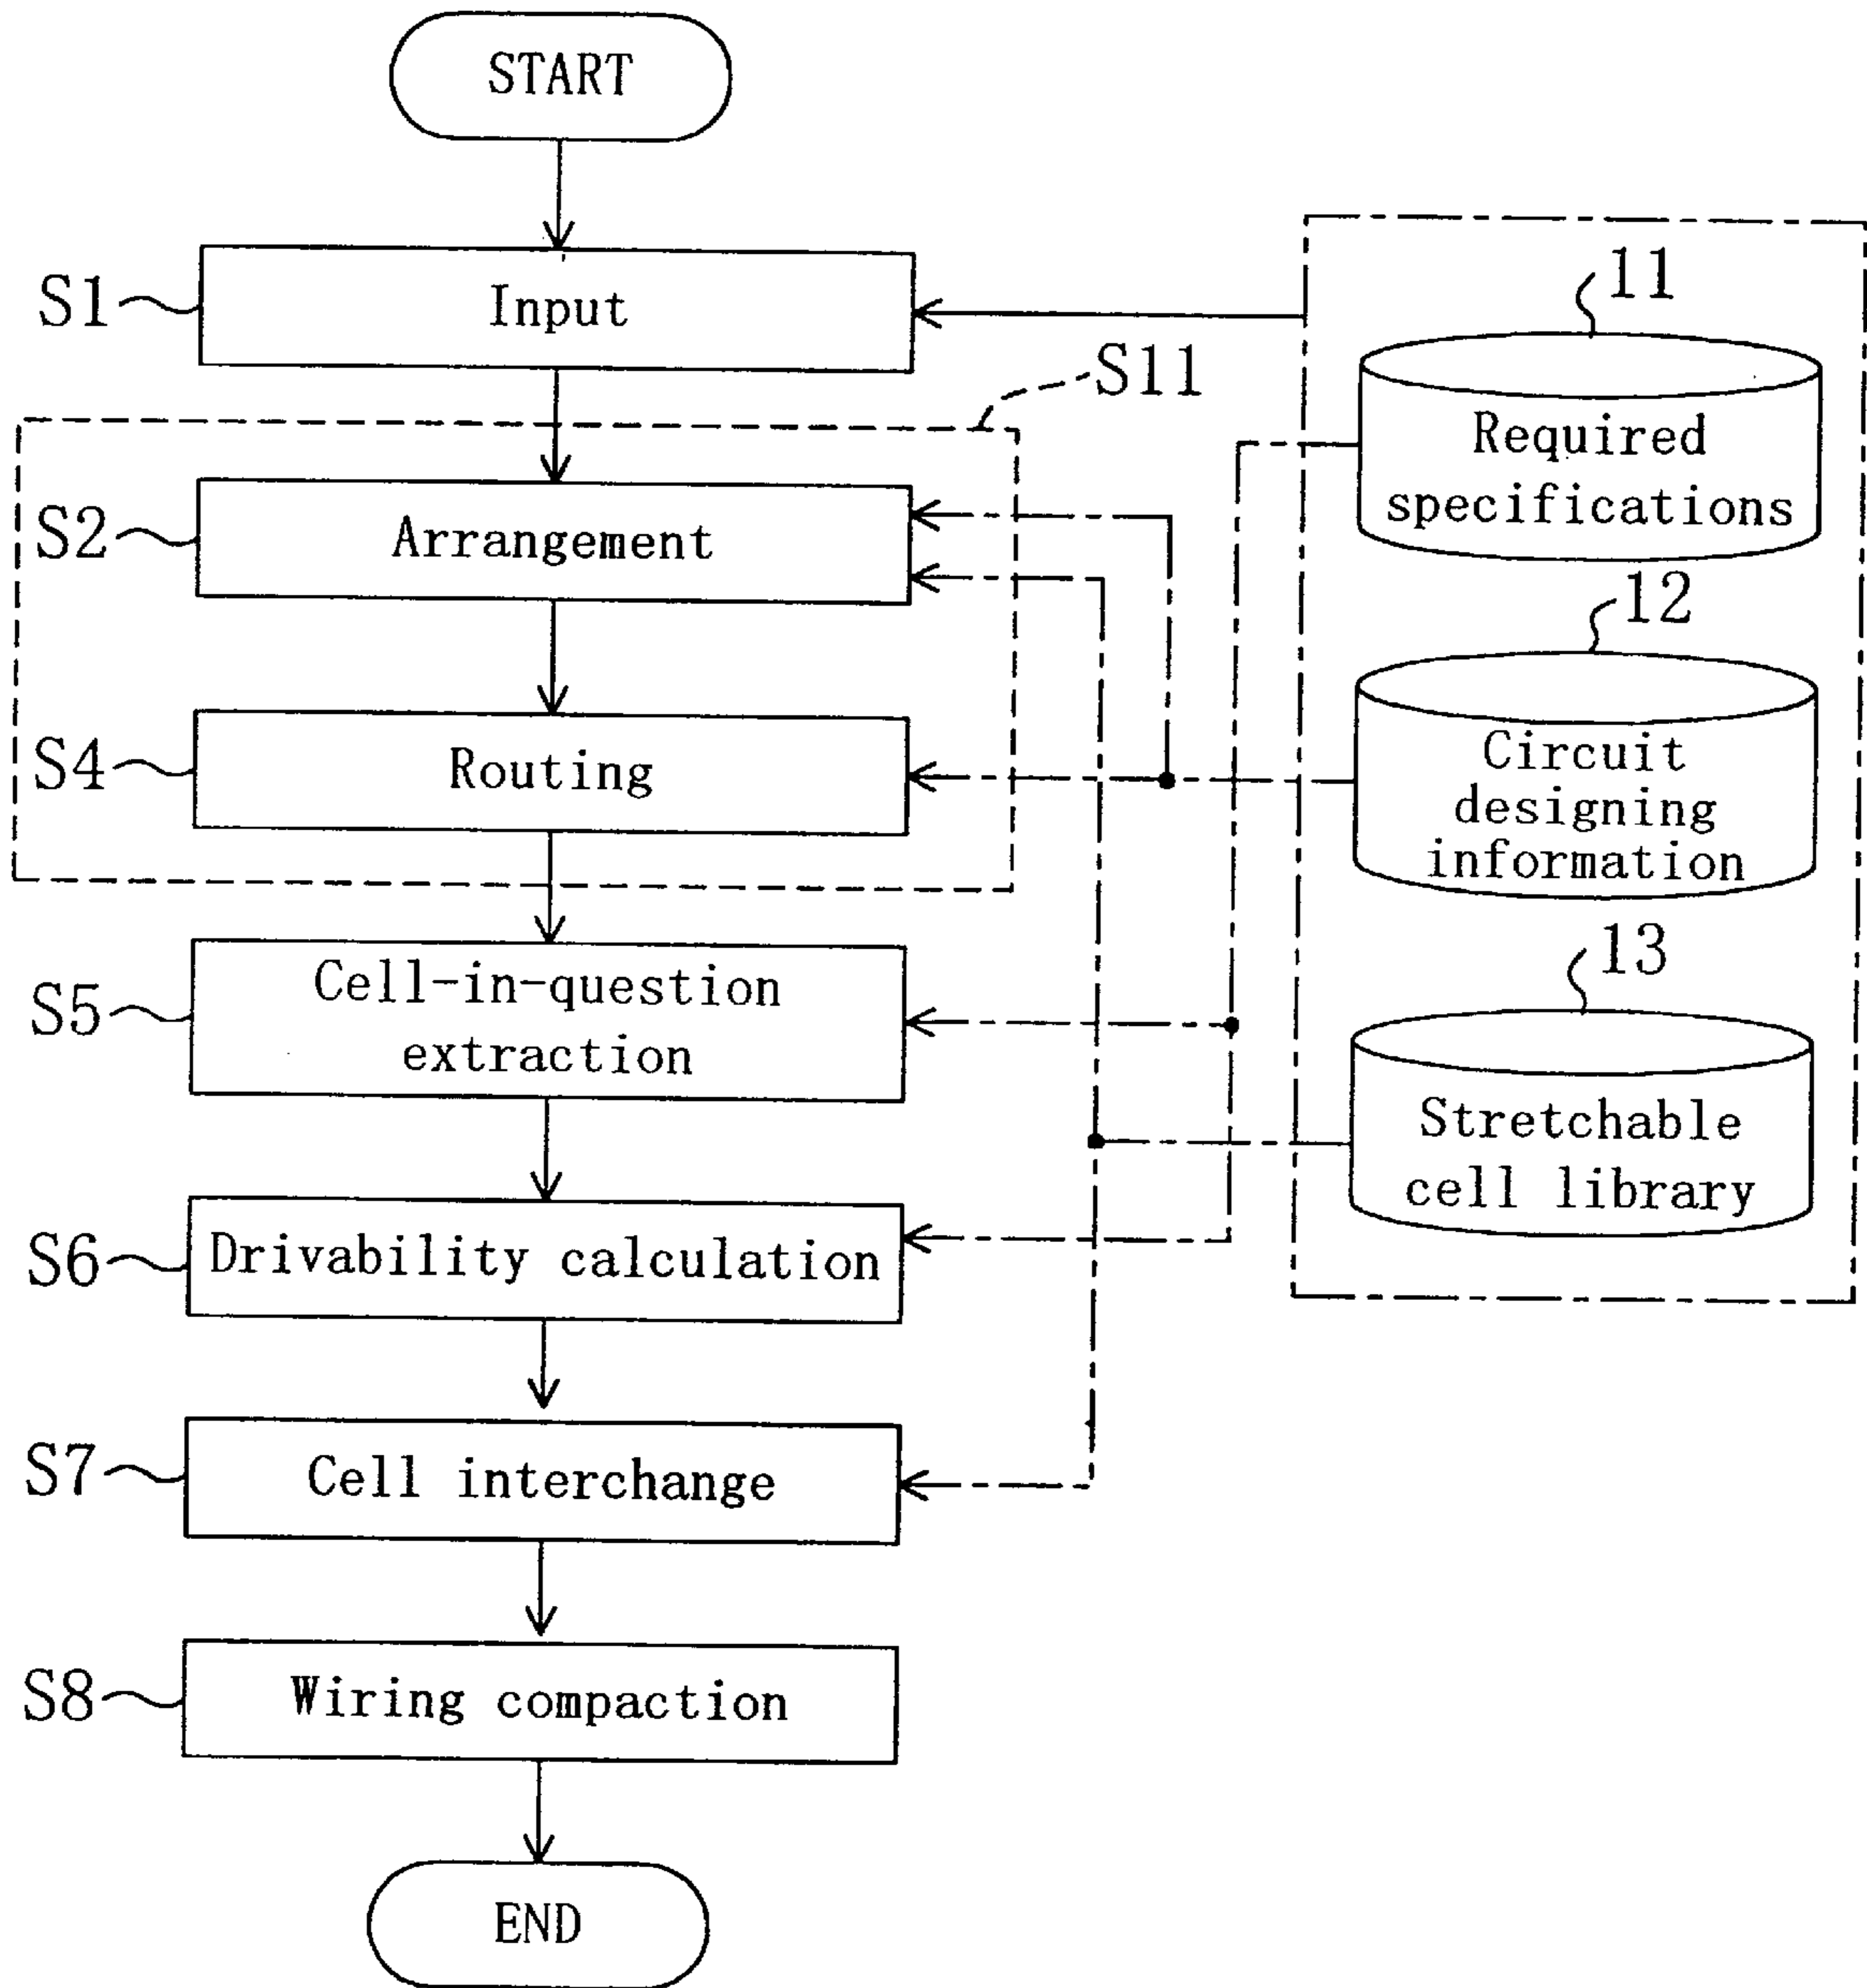 START
S1
Input
S11
S2
Arrangement
S4
Routing
S5
Cell-in-question
extraction
S6
Drivability calculation
S7
Cell interchange
S8
Wiring compaction
END
11
Required
specifications
12
Circuit
designing
information
13
Stretchable
cell library